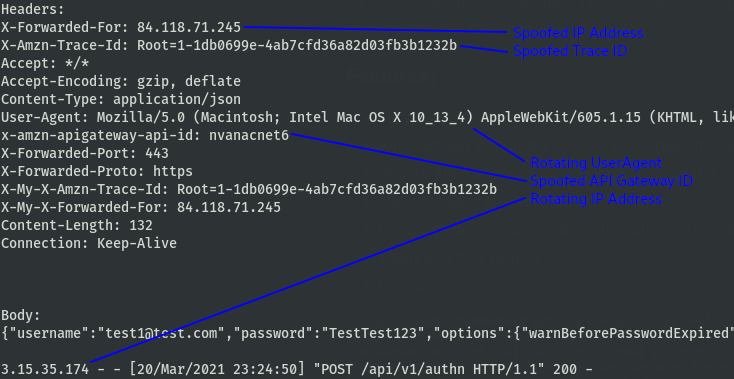 Headers:
X-Forwarded-For: 84.118.71.245
Spoofed IP Address
X-Amzn-Trace-Id: Root=1-1db0699e-4ab7cfd36a82d03fb3b1232b
Spoofed Trace ID
Accept: */*
Accept-Encoding: gzip, deflate
Content-Type: application/json
User-Agent: Mozilla/5.0 (Macintosh; Intel Mac OS X 10_13_4) AppleWebKit/605.1.15 (KHTML, lik
x-amzn-apigateway-api-id: nvanacnet6
X-Forwarded-Port: 443
Rotating UserAgent
X-Forwarded-Proto: https
Spoofed API Gateway ID
X-My-X-Amzn-Trace-Id: Root=1-1db0699e-4ab7cfd36a82d03fb3b1232b
Rotating IP Address
X-My-X-Forwarded-For: 84.118.71.245
Content-Length: 132
Connection: Keep-Alive
Body:
{"username":"test1@test.com","password":"TestTest123","options":{"warnBeforePasswordExpired"
3.15.35.174 - - [20/Mar/2021 23:24:50] "POST /api/v1/authn HTTP/1.1" 200 -